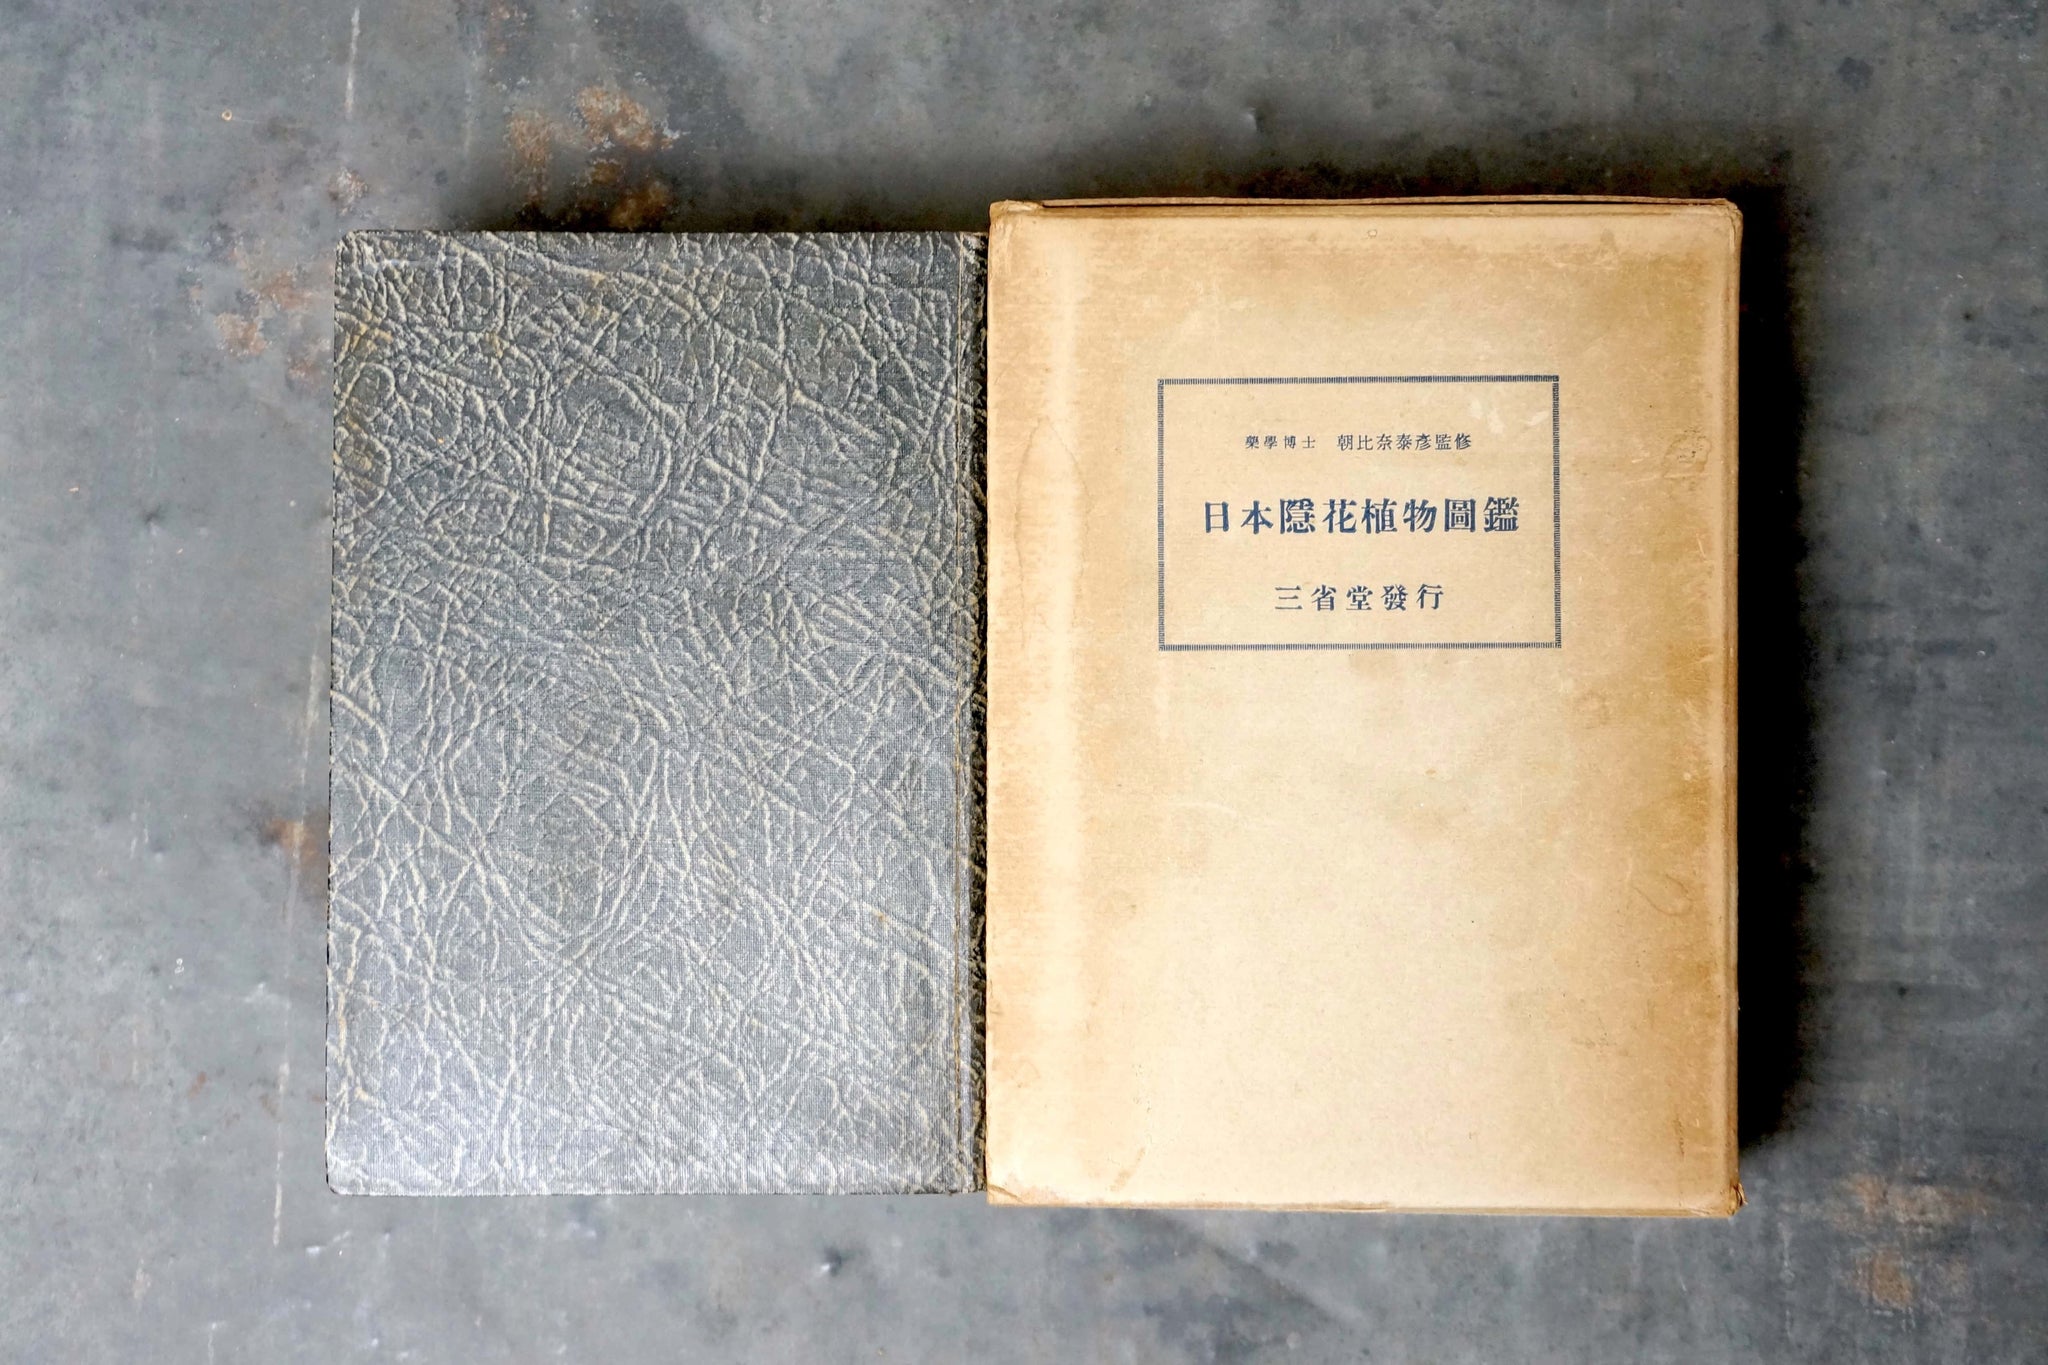 藥學博士 朝比奈泰彥監修
日本隱花植物圖鑑
三省堂發行